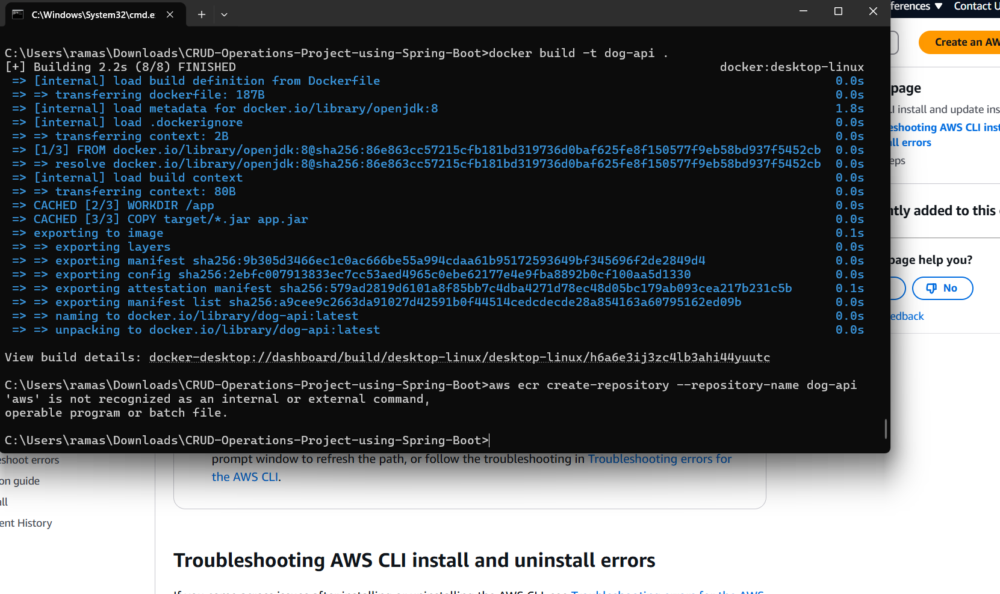 C:\Windows\System32\cmd.e
ferences
Contact U
C:\Users\ramas\Downloads\CRUD-Operations-Project-using-Spring-Boot>docker build -t dog-api .
[+] Building 2.2s (8/8) FINISHED docker:desktop-linux
=> [internal] load build definition from Dockerfile 0.0s
=> => transferring dockerfile: 187B 0.0s
=> [internal] load metadata for docker.io/library/openjdk:8 1.8s
=> [internal] load .dockerignore 0.0s
=> => transferring context: 2B 0.0s
=> [1/3] FROM docker.io/library/openjdk:8@sha256:86e863cc57215cfb181bd319736d0baf625fe8f150577f9eb58bd937f5452cb 0.0s
=> => resolve docker.io/library/openjdk:8@sha256:86e863cc57215cfb181bd319736d0baf625fe8f150577f9eb58bd937f5452cb 0.0s
=> [internal] load build context 0.0s
=> => transferring context: 80B 0.0s
=> CACHED [2/3] WORKDIR /app 0.0s
=> CACHED [3/3] COPY target/*.jar app.jar 0.0s
=> exporting to image 0.1s
=> => exporting layers 0.0s
=> => exporting manifest sha256:9b305d3466ec1c0ac666be55a994cdaa61b95172593649bf345696f2de2849d4 0.0s
=> => exporting config sha256:2ebfc007913833ec7cc53aed4965c0ebe62177e4e9fba8892b0cf100aa5d1330 0.0s
=> => exporting attestation manifest sha256:579ad2819d6101a8f85bb7c4dba4271d78ec48d05bc179ab093cea217b231c5b 0.1s
=> => exporting manifest list sha256:a9cee9c2663da91027d42591b0f44514cedcdecde28a854163a60795162ed09b 0.0s
=> => naming to docker.io/library/dog-api:latest 0.0s
=> => unpacking to docker.io/library/dog-api:latest 0.0s
View build details: docker-desktop://dashboard/build/desktop-linux/desktop-linux/h6a6e3ij3zc4lb3ahi44yuutc
C:\Users\ramas\Downloads\CRUD-Operations-Project-using-Spring-Boot>aws ecr create-repository --repository-name dog-api
'aws' is not recognized as an internal or external command,
operable program or batch file.
C:\Users\ramas\Downloads\CRUD-Operations-Project-using-Spring-Boot>
Create an AW
page
LI install and update ins
eshooting AWS CLI inst
all errors
eps
ntly added to this
page help you?
No
edback
eshoot errors
on guide
all
ent History
prompt window to refresh the path, or follow the troubleshooting in Troubleshooting errors for
the AWS CLI.
Troubleshooting AWS CLI install and uninstall errors